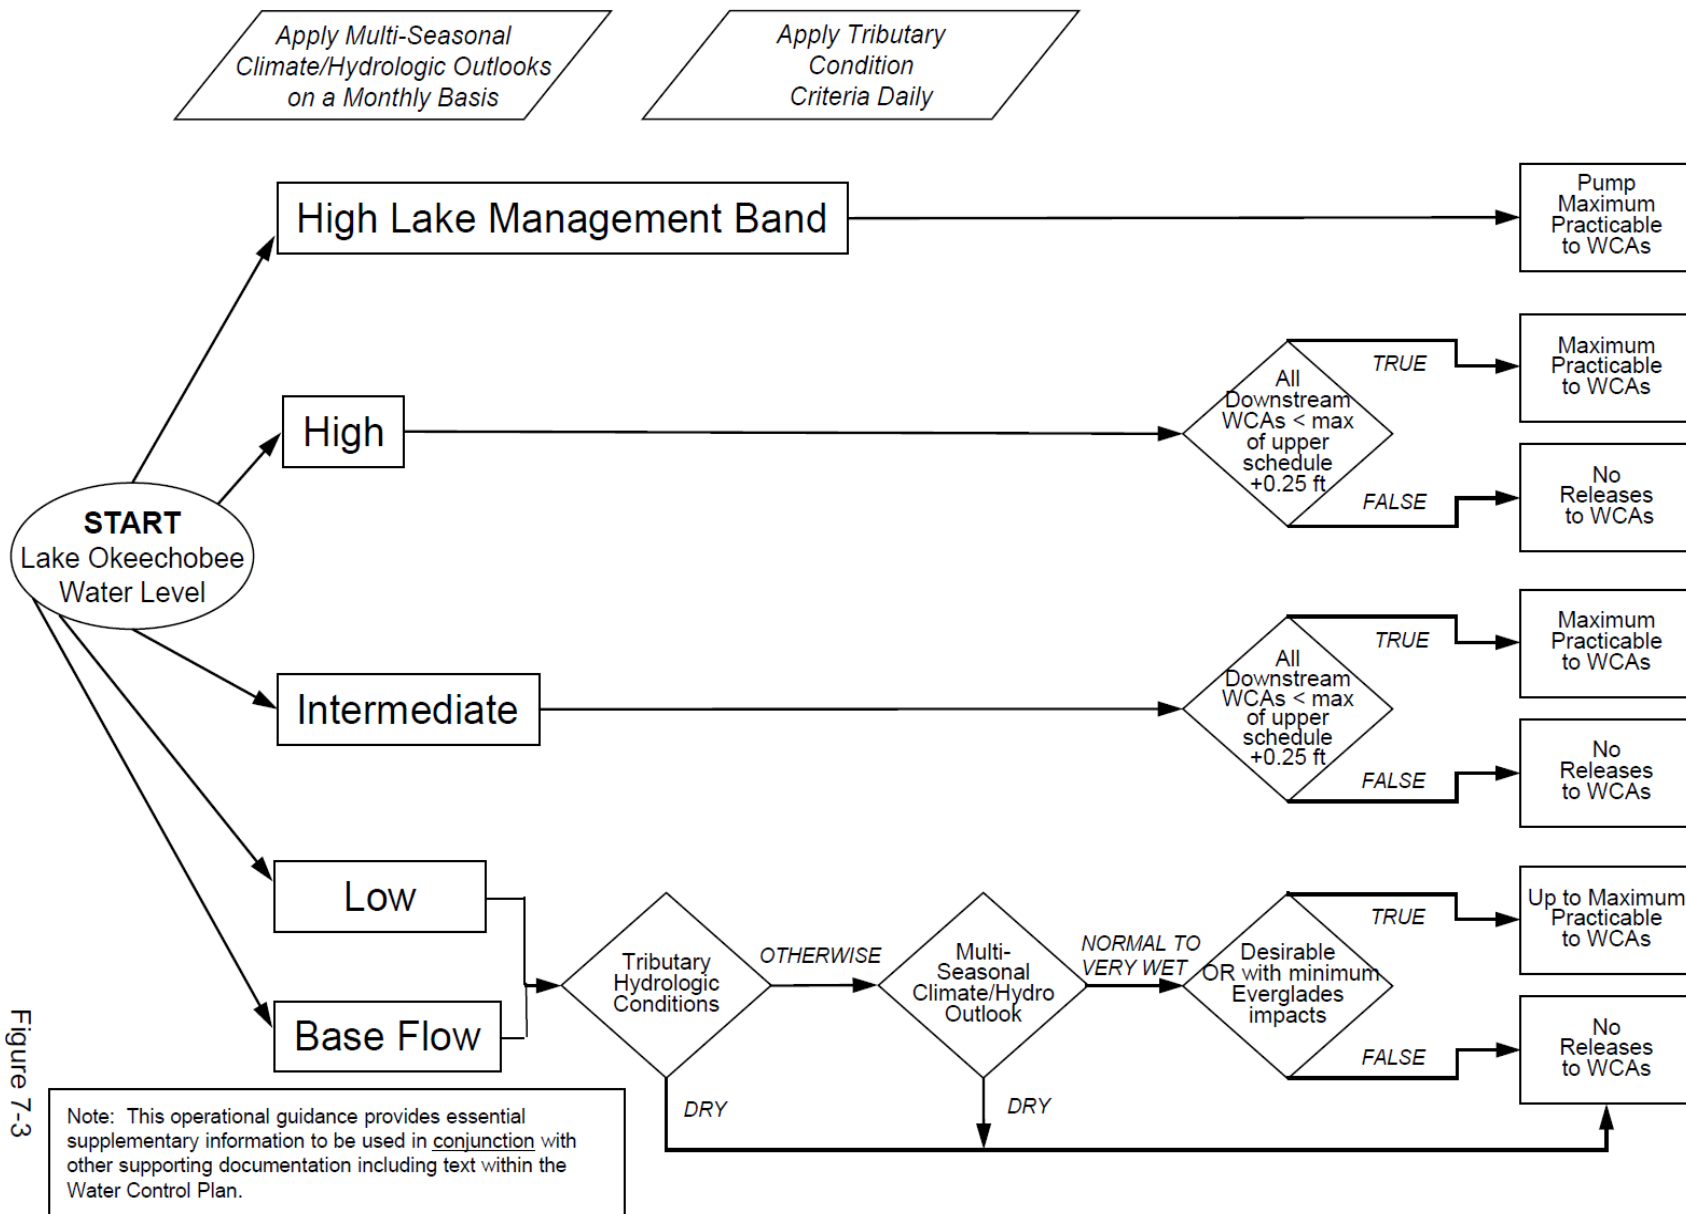 Apply Multi-Seasonal
Climate/Hydrologic Outlooks
on a Monthly Basis
Apply Tributary
Condition
Criteria Daily
High Lake Management Band
Pump
Maximum
Practicable
to WCAs
High
All
Downstream
WCAs < max
of upper
schedule
+0.25 ft
TRUE
Maximum
Practicable
to WCAs
FALSE
No
Releases
to WCAs
START
Lake Okeechobee
Water Level
Intermediate
All
Downstream
WCAs < max
of upper
schedule
+0.25 ft
TRUE
Maximum
Practicable
to WCAs
FALSE
No
Releases
to WCAs
Low
Base Flow
Tributary
Hydrologic
Conditions
OTHERWISE
DRY
Multi-
Seasonal
Climate/Hydro
Outlook
NORMAL TO
VERY WET
DRY
Desirable
OR with minimum
Everglades
impacts
TRUE
Up to Maximum
Practicable
to WCAs
FALSE
No
Releases
to WCAs
Figure 7-3
Note: This operational guidance provides essential
supplementary information to be used in conjunction with
other supporting documentation including text within the
Water Control Plan.